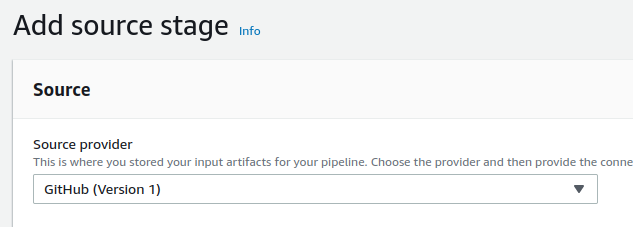 Add source stage Info
Source
Source provider
This is where you stored your input artifacts for your pipeline. Choose the provider and then provide the conne
GitHub (Version 1)